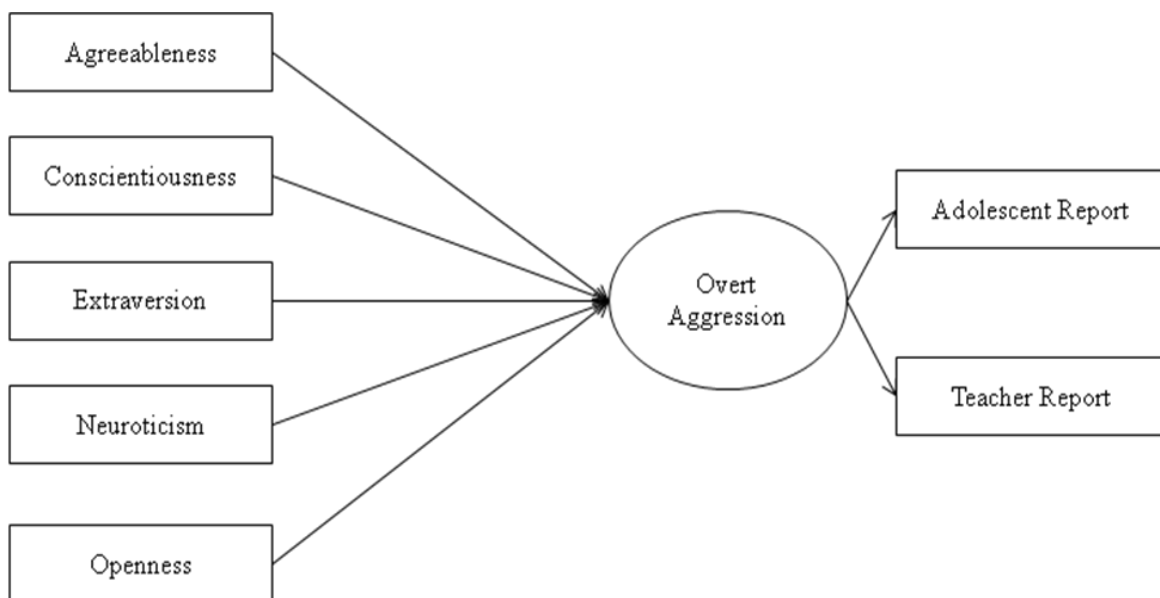 Agreeableness
Conscientiousness
Extraversion
Neuroticism
Openness
Overt
Aggression
Adolescent Report
Teacher Report